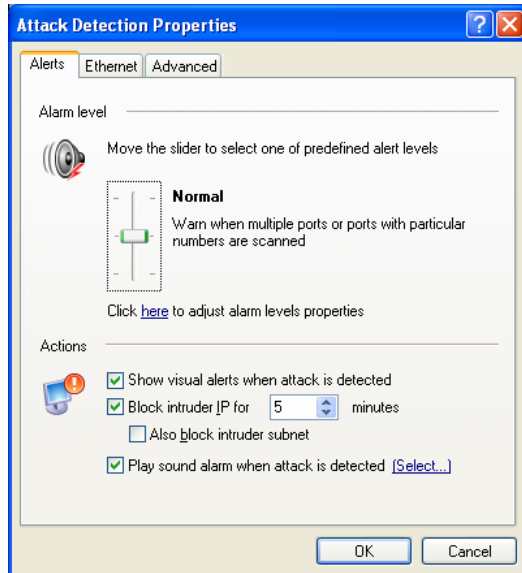 Attack Detection Properties
Alerts
Ethernet
Advanced
Alarm level
Move the slider to select one of predefined alert levels
Normal
Warn when multiple ports or ports with particular
numbers are scanned
Click here to adjust alarm levels properties
Actions
Show visual alerts when attack is detected
Block intruder IP for 5 minutes
Also block intruder subnet
Play sound alarm when attack is detected (Select...)
OK
Cancel